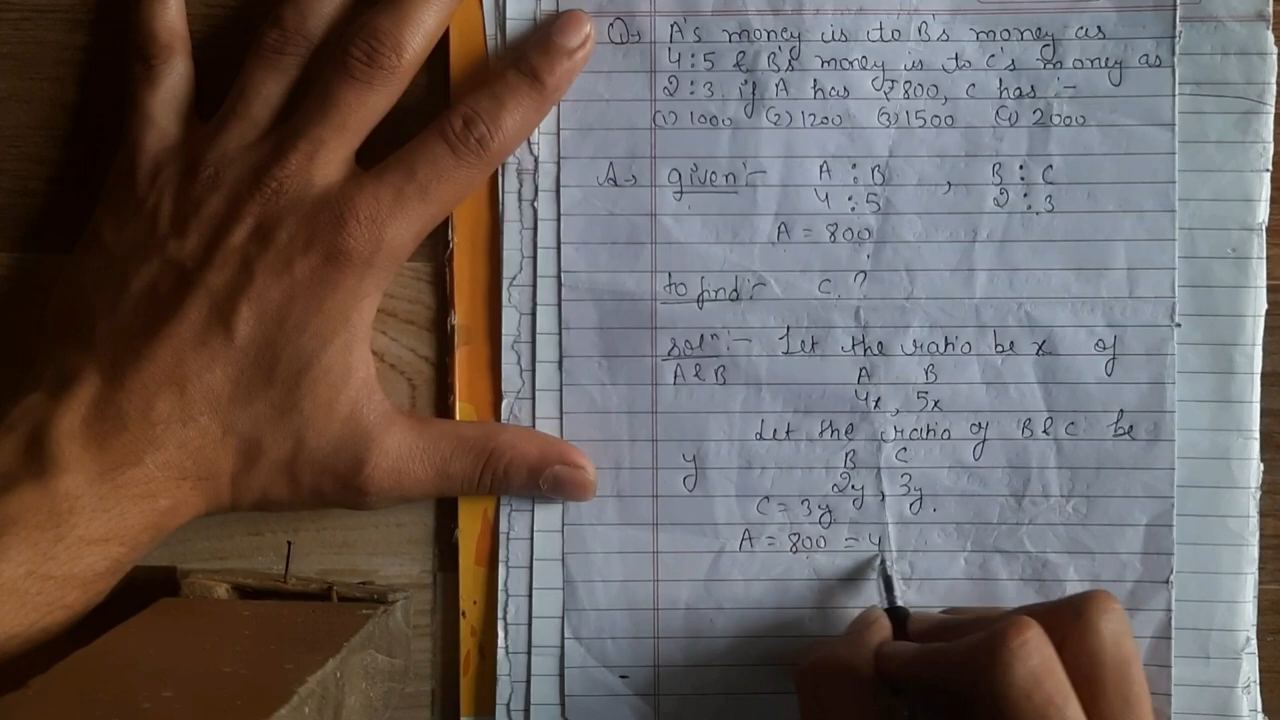 Q→ A's money is to B's money as
4:5 & B's money is to C's money as
2:3. if A has ₹800, C has :-
(1) 1000 (2) 1200 (3) 1500 (4) 2000
A→ given:- A : B , B : C
4 : 5 2 : 3
A = 800
to find:- C. ?
solⁿ:- Let the ratio be x of
A & B A B
4x, 5x
Let the ratio of B & C be
y B C
2y, 3y.
C = 3y.
A = 800 = 4